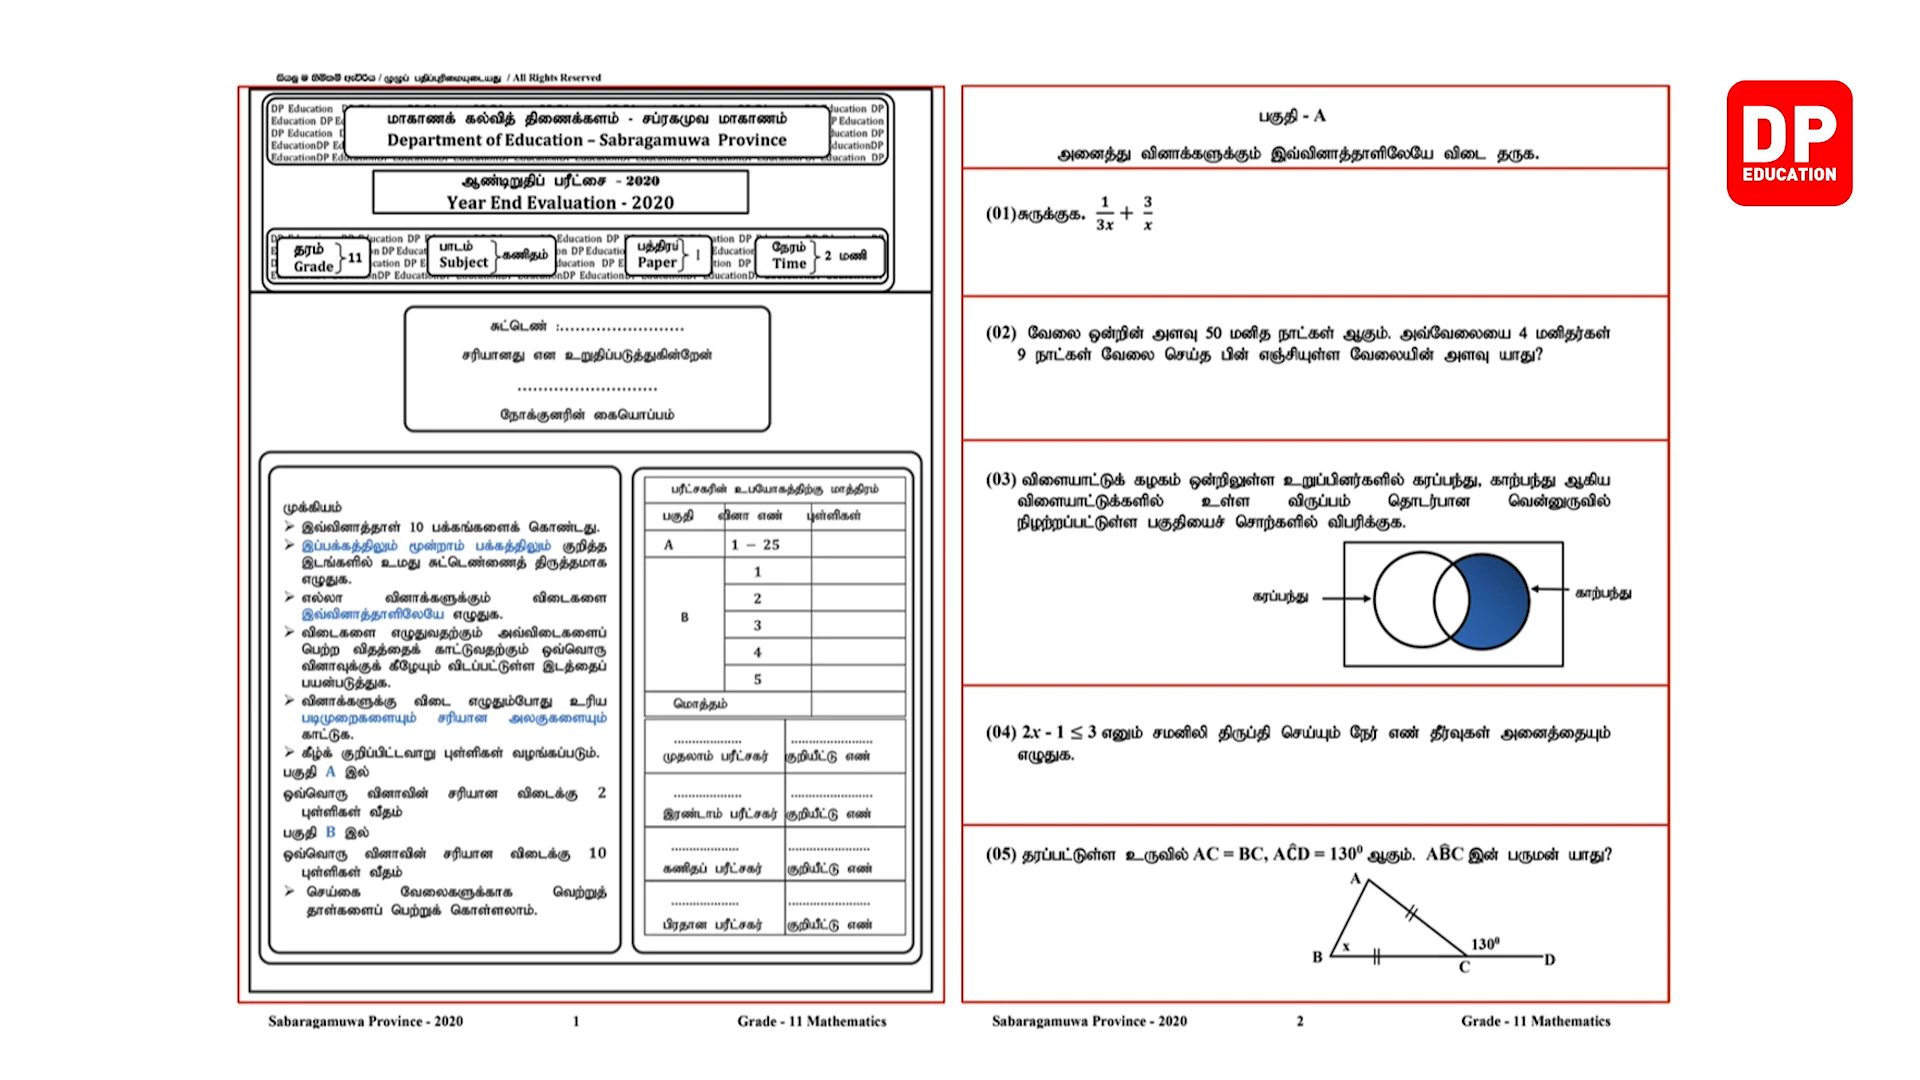 සියලු ම හිමිකම් ඇවිරිය / முழுப் பதிப்புரிமையுடையது / All Rights Reserved
மாகாணக் கல்வித் திணைக்களம் - சப்ரகமுவ மாகாணம்
Department of Education – Sabragamuwa Province
ஆண்டிறுதிப் பரீட்சை - 2020
Year End Evaluation - 2020
தரம் Grade 11
பாடம் Subject கணிதம்
பத்திரப் Paper I
நேரம் Time 2 மணி
சுட்டெண் :........................
சரியானது என உறுதிப்படுத்துகின்றேன்
...........................
நோக்குனரின் கையொப்பம்
முக்கியம்
➢ இவ்வினாத்தாள் 10 பக்கங்களைக் கொண்டது.
➢ இப்பக்கத்திலும் மூன்றாம் பக்கத்திலும் குறித்த
இடங்களில் உமது சுட்டெண்ணைத் திருத்தமாக
எழுதுக.
➢ எல்லா வினாக்களுக்கும் விடைகளை
இவ்வினாத்தாளிலேயே எழுதுக.
➢ விடைகளை எழுதுவதற்கும் அவ்விடைகளைப்
பெற்ற விதத்தைக் காட்டுவதற்கும் ஒவ்வொரு
வினாவுக்குக் கீழேயும் விடப்பட்டுள்ள இடத்தைப்
பயன்படுத்துக.
➢ வினாக்களுக்கு விடை எழுதும்போது உரிய
படிமுறைகளையும் சரியான அலகுகளையும்
காட்டுக.
➢ கீழ்க் குறிப்பிட்டவாறு புள்ளிகள் வழங்கப்படும்.
பகுதி A இல்
ஒவ்வொரு வினாவின் சரியான விடைக்கு 2
புள்ளிகள் வீதம்
பகுதி B இல்
ஒவ்வொரு வினாவின் சரியான விடைக்கு 10
புள்ளிகள் வீதம்
➢ செய்கை வேலைகளுக்காக வெற்றுத்
தாள்களைப் பெற்றுக் கொள்ளலாம்.
பரீட்சகரின் உபயோகத்திற்கு மாத்திரம்
பகுதி வினா எண் புள்ளிகள்
A 1 – 25
B
1
2
3
4
5
மொத்தம்
முதலாம் பரீட்சகர் குறியீட்டு எண்
இரண்டாம் பரீட்சகர் குறியீட்டு எண்
கணிதப் பரீட்சகர் குறியீட்டு எண்
பிரதான பரீட்சகர் குறியீட்டு எண்
Sabaragamuwa Province - 2020 1 Grade - 11 Mathematics
பகுதி - A
அனைத்து வினாக்களுக்கும் இவ்வினாத்தாளிலேயே விடை தருக.
(01) சுருக்குக. 1/3x + 3/x
(02) வேலை ஒன்றின் அளவு 50 மனித நாட்கள் ஆகும். அவ்வேலையை 4 மனிதர்கள்
9 நாட்கள் வேலை செய்த பின் எஞ்சியுள்ள வேலையின் அளவு யாது?
(03) விளையாட்டுக் கழகம் ஒன்றிலுள்ள உறுப்பினர்களில் கரப்பந்து, காற்பந்து ஆகிய
விளையாட்டுக்களில் உள்ள விருப்பம் தொடர்பான வென்னுருவில்
நிழற்றப்பட்டுள்ள பகுதியைச் சொற்களில் விபரிக்குக.
கரப்பந்து
காற்பந்து
(04) 2x - 1 ≤ 3 எனும் சமனிலி திருப்தி செய்யும் நேர் எண் தீர்வுகள் அனைத்தையும்
எழுதுக.
(05) தரப்பட்டுள்ள உருவில் AC = BC, AĈD = 130⁰ ஆகும். AB̂C இன் பருமன் யாது?
A
130⁰
x
B
C
D
Sabaragamuwa Province - 2020 2 Grade - 11 Mathematics
DP
EDUCATION